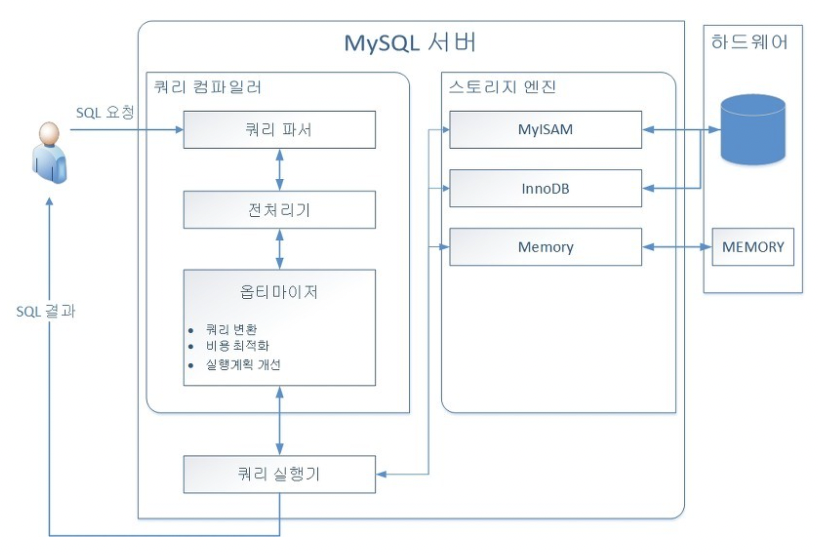 MySQL 서버
하드웨어
쿼리 컴파일러
스토리지 엔진
SQL 요청
쿼리 파서
MyISAM
전처리기
InnoDB
Memory
MEMORY
옵티마이저
SQL 결과
• 쿼리 변환
• 비용 최적화
• 실행계획 개선
쿼리 실행기